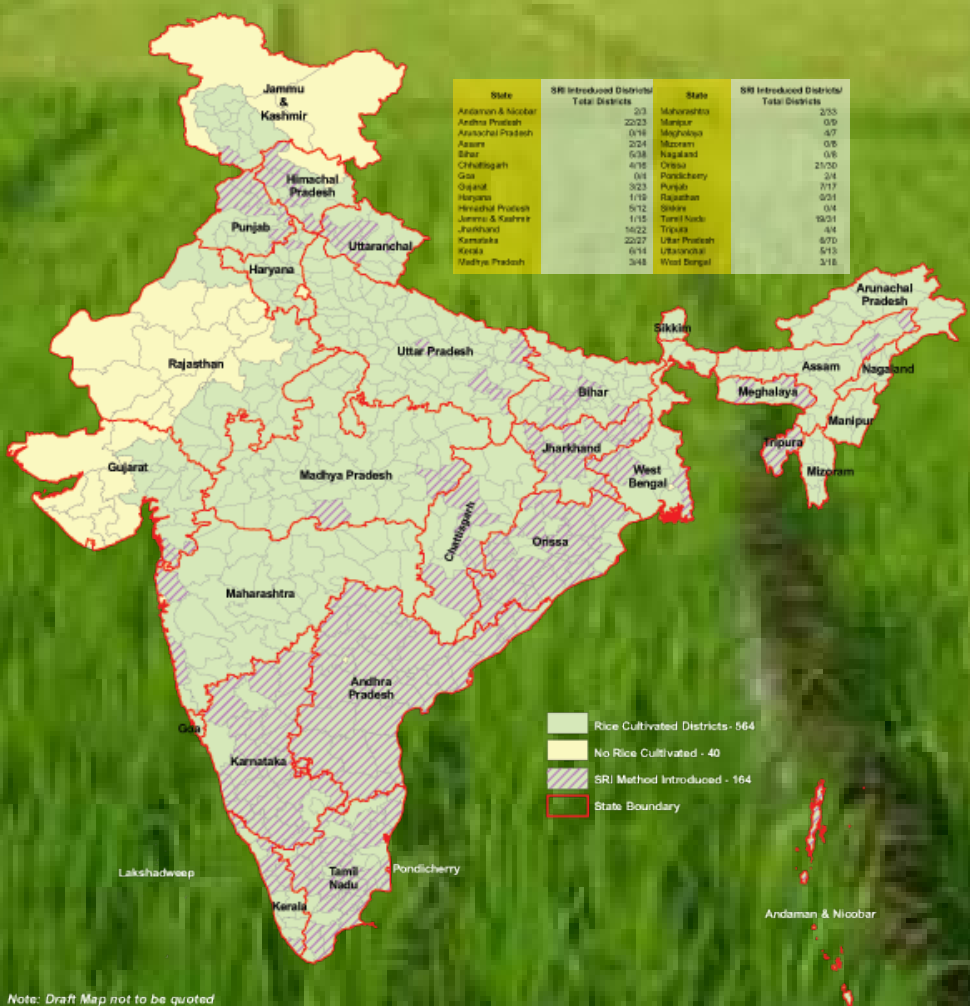 Jammu
&
Kashmir
State
SRI Introduced Districts/
Total Districts
State
SRI Introduced Districts/
Total Districts
Andaman & Nicobar 2/3 Maharashtra 2/33
Andhra Pradesh 22/23 Manipur 0/9
Arunachal Pradesh 0/16 Meghalaya 4/7
Assam 2/24 Mizoram 0/8
Bihar 5/38 Nagaland 0/8
Chhattisgarh 4/16 Orissa 21/30
Goa 0/4 Pondicherry 2/4
Gujarat 3/23 Punjab 7/17
Haryana 1/19 Rajasthan 0/31
Himachal Pradesh 5/12 Sikkim 0/4
Jammu & Kashmir 1/15 Tamil Nadu 19/31
Jharkhand 14/22 Tripura 4/4
Karnataka 22/27 Uttar Pradesh 6/70
Kerala 6/14 Uttaranchal 5/13
Madhya Pradesh 3/48 West Bengal 3/18
Himachal
Pradesh
Punjab
Uttaranchal
Haryana
Arunachal
Pradesh
Sikkim
Rajasthan
Uttar Pradesh
Assam
Nagaland
Bihar
Meghalaya
Manipur
Tripura
Mizoram
Gujarat
Madhya Pradesh
Jharkhand
West
Bengal
Chattisgarh
Orissa
Maharashtra
Andhra
Pradesh
Goa
Karnataka
Rice Cultivated Districts - 564
No Rice Cultivated - 40
SRI Method Introduced - 164
State Boundary
Lakshadweep
Tamil
Nadu
Pondicherry
Kerala
Andaman & Nicobar
Note: Draft Map not to be quoted